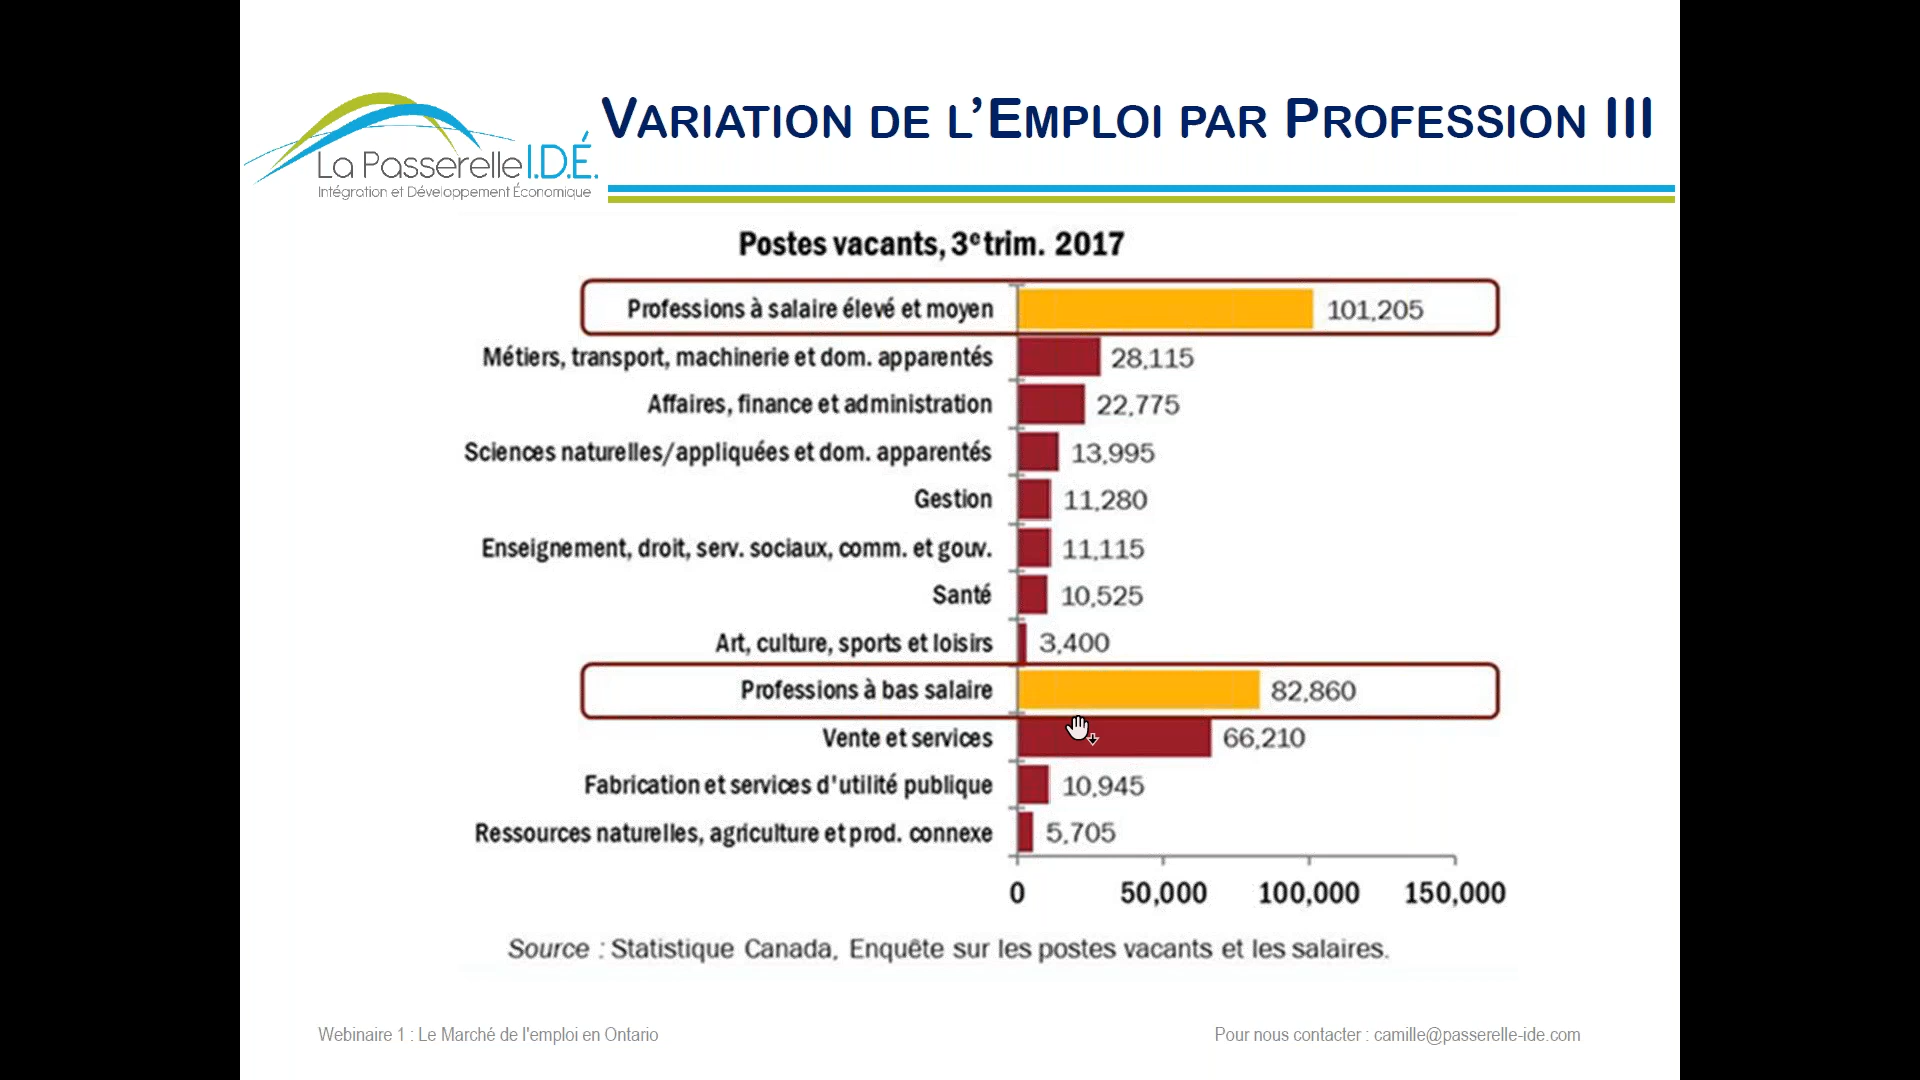 VARIATION DE L'EMPLOI PAR PROFESSION III
La Passerelle I.D.É.
Intégration et Développement Économique
Postes vacants, 3e trim. 2017
Professions à salaire élevé et moyen 101,205
Métiers, transport, machinerie et dom. apparentés 28,115
Affaires, finance et administration 22,775
Sciences naturelles/appliquées et dom. apparentés 13,995
Gestion 11,280
Enseignement, droit, serv. sociaux, comm. et gouv. 11,115
Santé 10,525
Art, culture, sports et loisirs 3,400
Professions à bas salaire 82,860
Vente et services 66,210
Fabrication et services d'utilité publique 10,945
Ressources naturelles, agriculture et prod. connexe 5,705
0 50,000 100,000 150,000
Source : Statistique Canada, Enquête sur les postes vacants et les salaires.
Webinaire 1 : Le Marché de l'emploi en Ontario
Pour nous contacter : camille@passerelle-ide.com